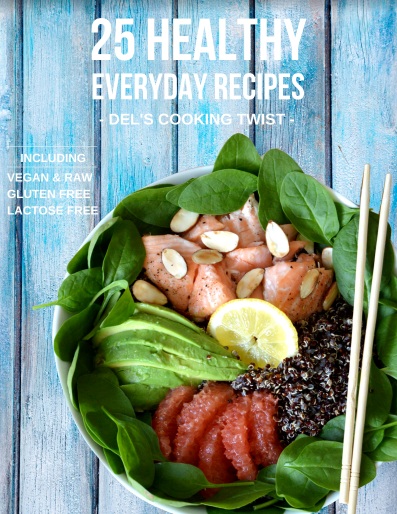 25 HEALTHY
EVERYDAY RECIPES
- DEL'S COOKING TWIST -
INCLUDING
VEGAN & RAW
GLUTEN FREE
LACTOSE FREE